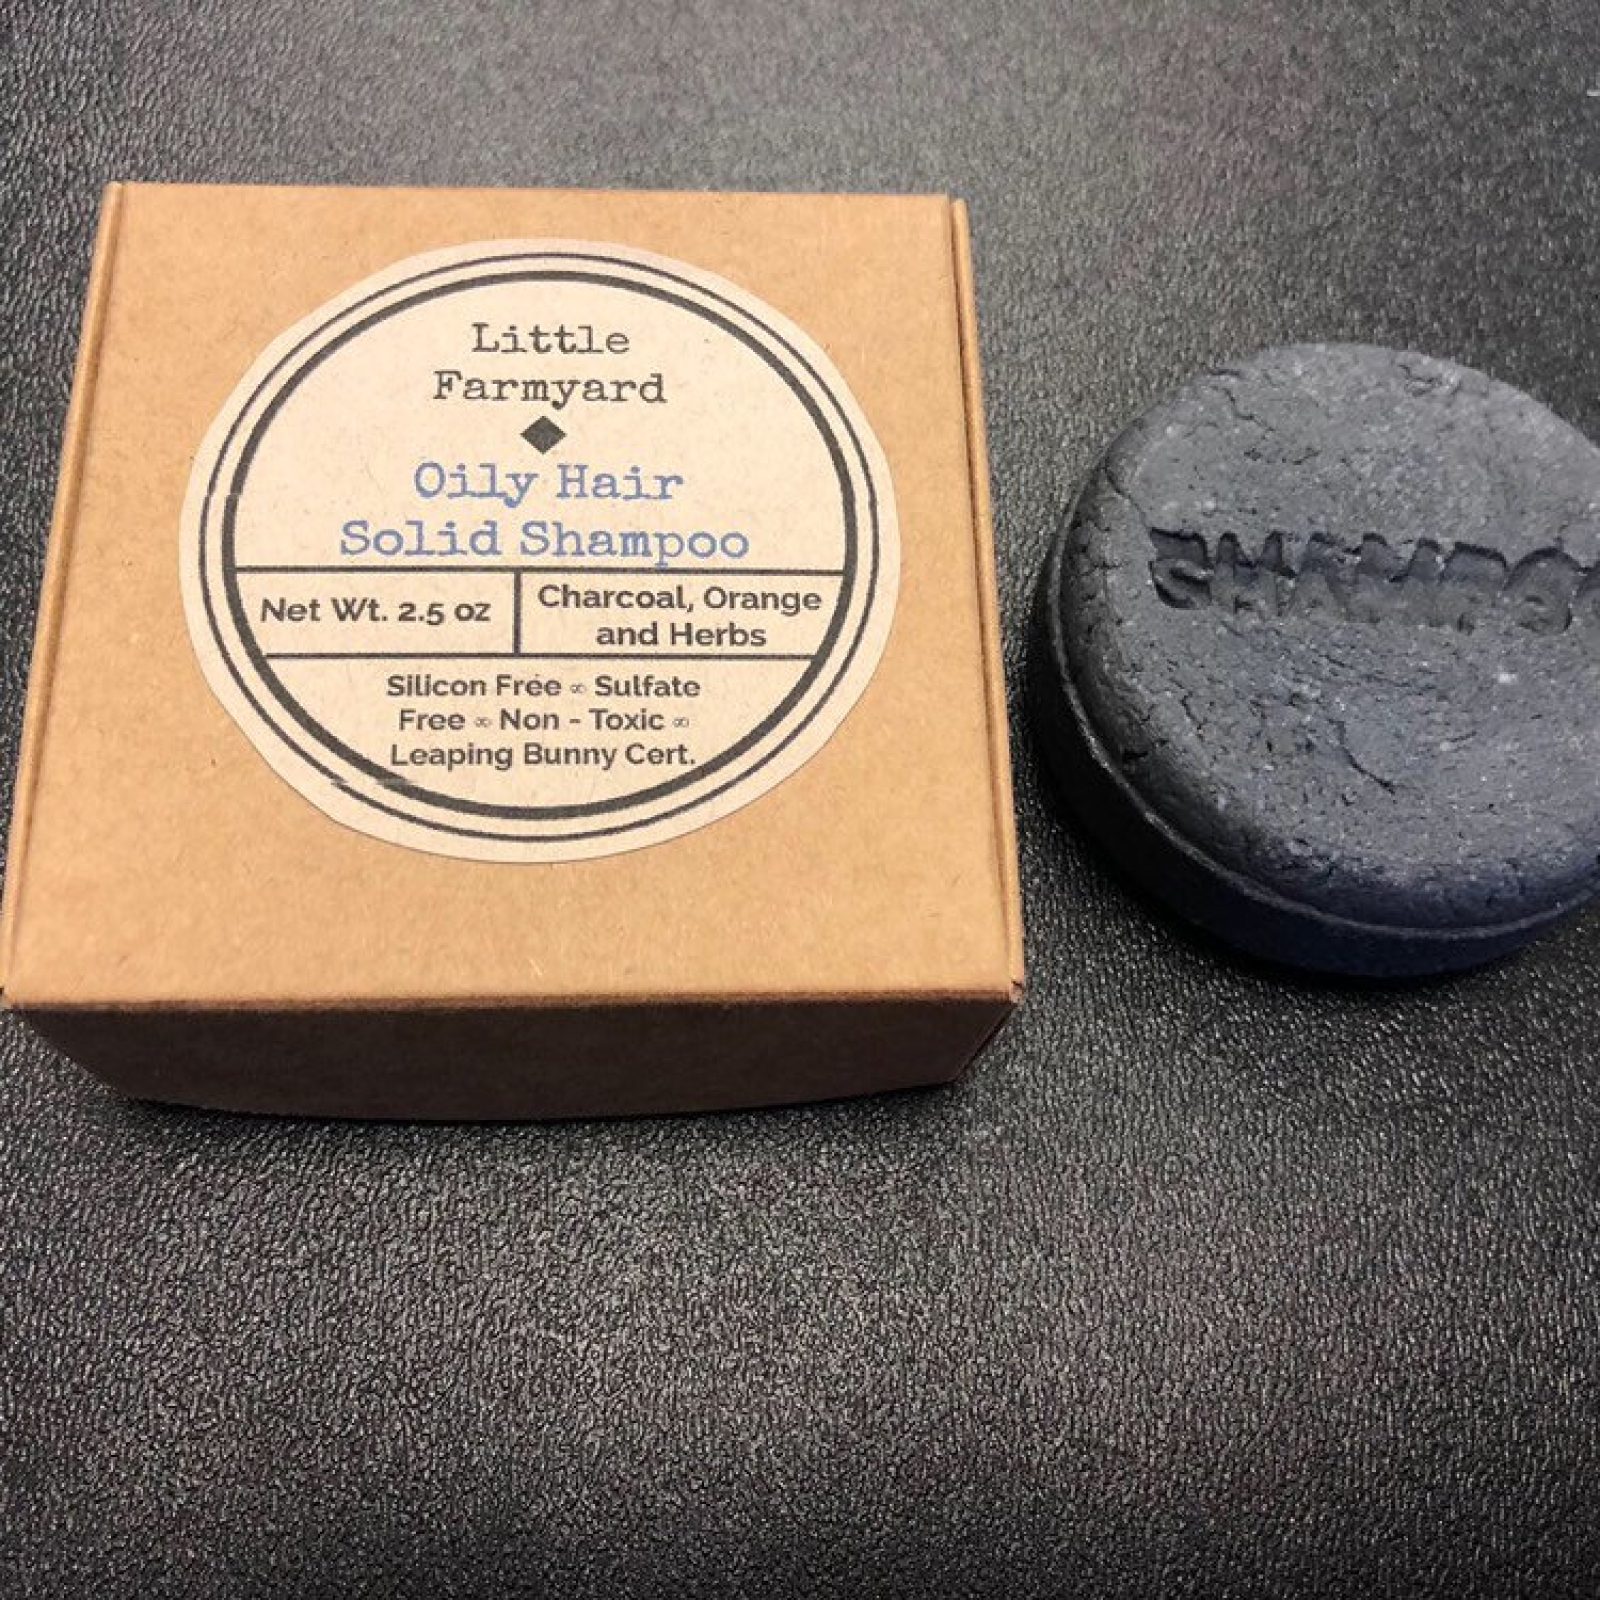 Little
Farmyard
Oily Hair
Solid Shampoo
Net Wt. 2.5 oz
Charcoal, Orange
and Herbs
Silicon Free ∞ Sulfate
Free ∞ Non - Toxic ∞
Leaping Bunny Cert.
SHAMPOO